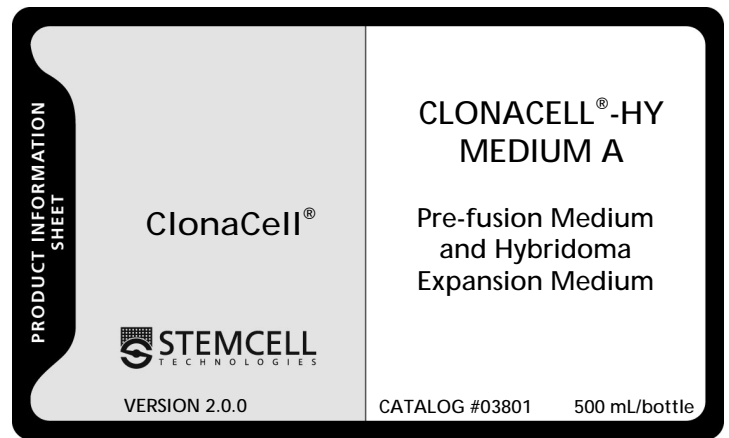 PRODUCT INFORMATION
SHEET
ClonaCell®
STEMCELL
TECHNOLOGIES
VERSION 2.0.0
CLONACELL®-HY
MEDIUM A
Pre-fusion Medium
and Hybridoma
Expansion Medium
CATALOG #03801 500 mL/bottle